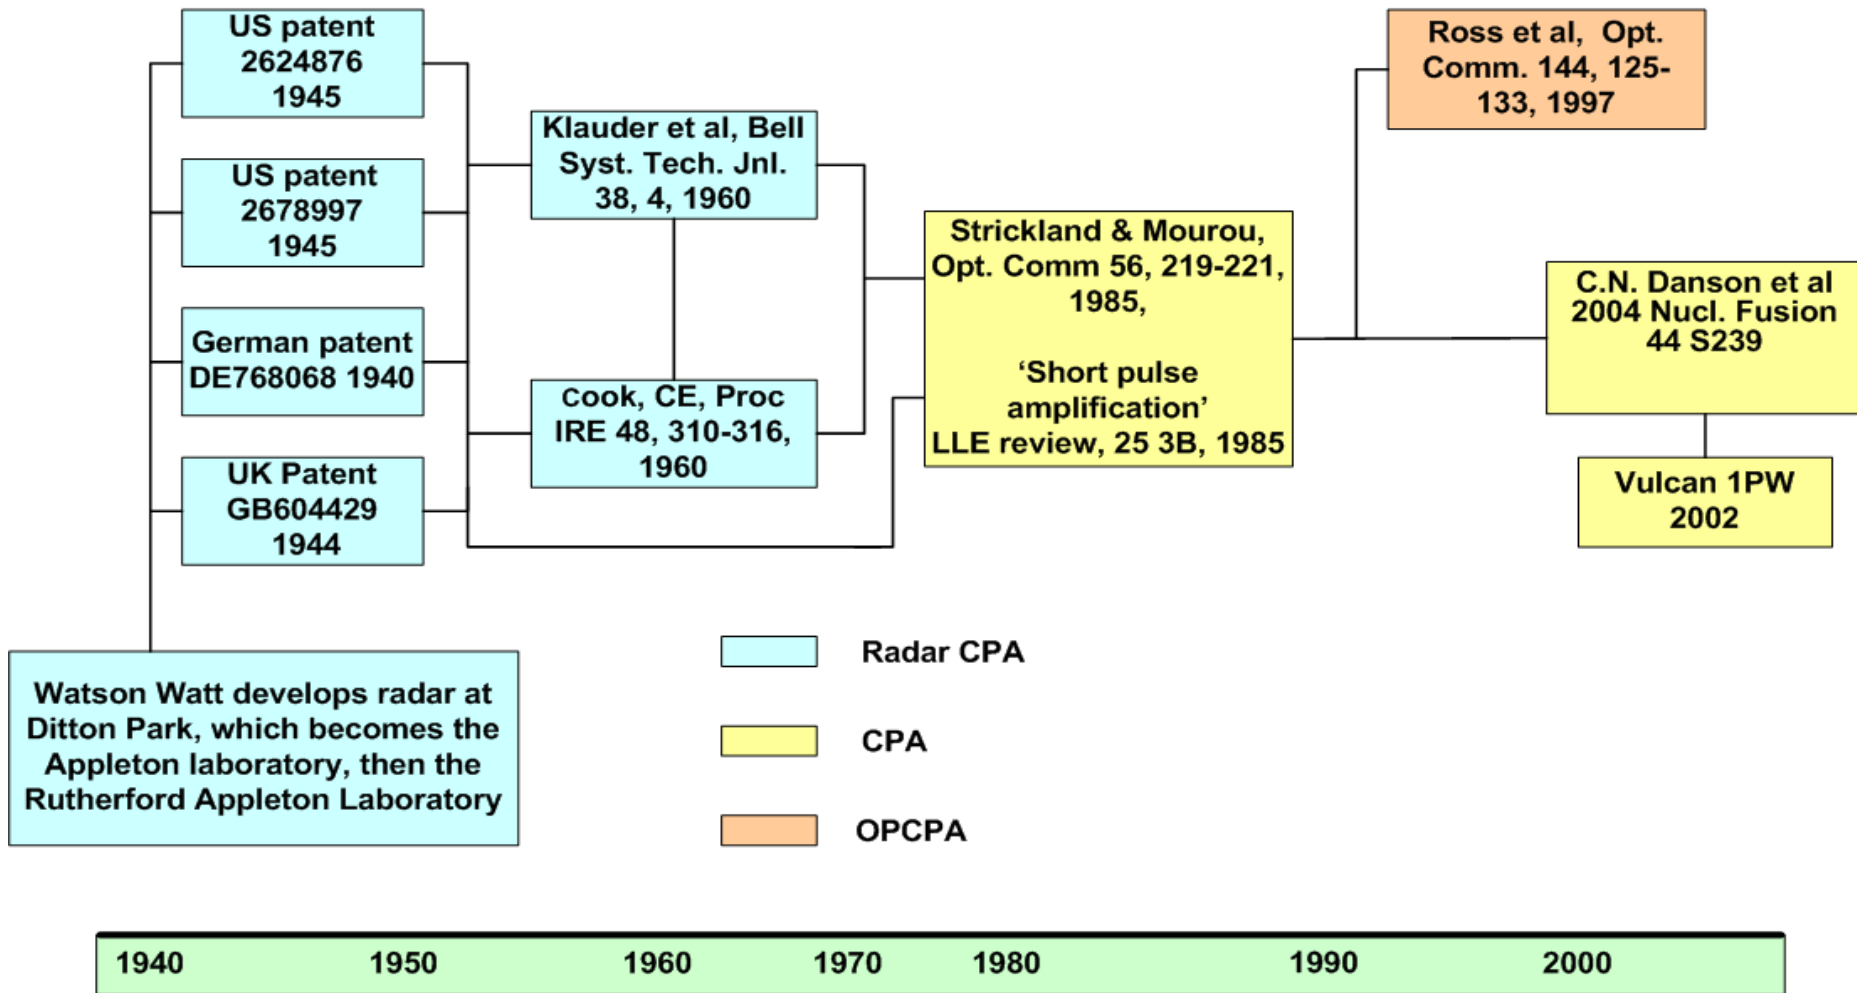 US patent
2624876
1945
US patent
2678997
1945
German patent
DE768068 1940
UK Patent
GB604429
1944
Watson Watt develops radar at
Ditton Park, which becomes the
Appleton laboratory, then the
Rutherford Appleton Laboratory
Klauder et al, Bell
Syst. Tech. Jnl.
38, 4, 1960
Cook, CE, Proc
IRE 48, 310-316,
1960
Strickland & Mourou,
Opt. Comm 56, 219-221,
1985,
‘Short pulse
amplification’
LLE review, 25 3B, 1985
Ross et al, Opt.
Comm. 144, 125-
133, 1997
C.N. Danson et al
2004 Nucl. Fusion
44 S239
Vulcan 1PW
2002
Radar CPA
CPA
OPCPA
1940 1950 1960 1970 1980 1990 2000